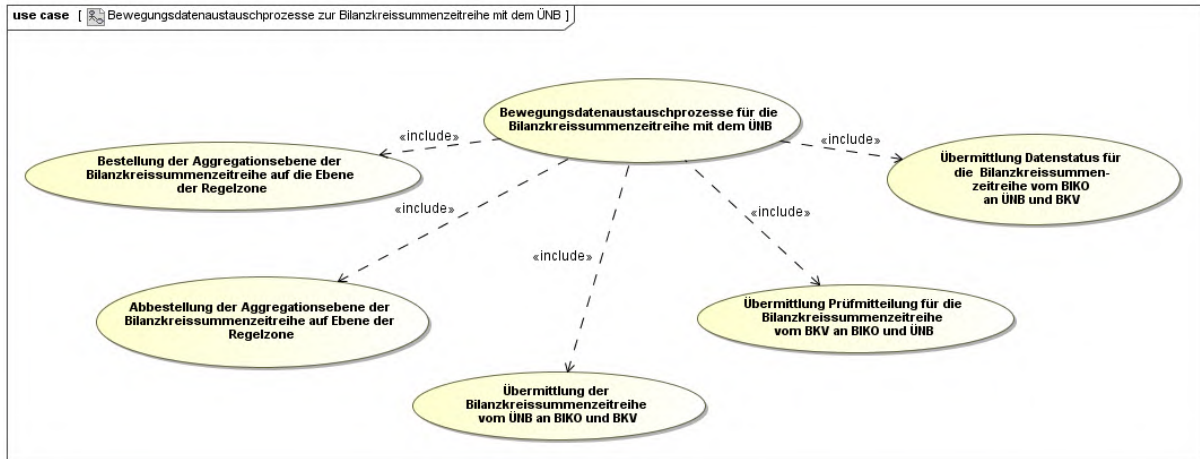 use case [ Bewegungsdatenaustauschprozesse zur Bilanzkreissummenzeitreihe mit dem ÜNB ]
Bewegungsdatenaustauschprozesse für die
Bilanzkreissummenzeitreihe mit dem ÜNB
«include»
«include»
«include»
«include»
«include»
Bestellung der Aggregationsebene der
Bilanzkreissummenzeitreihe auf die Ebene
der Regelzone
Übermittlung Datenstatus für
die Bilanzkreissummen-
zeitreihe vom BIKO
an ÜNB und BKV
Abbestellung der Aggregationsebene der
Bilanzkreissummenzeitreihe auf Ebene der
Regelzone
Übermittlung Prüfmitteilung für die
Bilanzkreissummenzeitreihe
vom BKV an BIKO und ÜNB
Übermittlung der
Bilanzkreissummenzeitreihe
vom ÜNB an BIKO und BKV